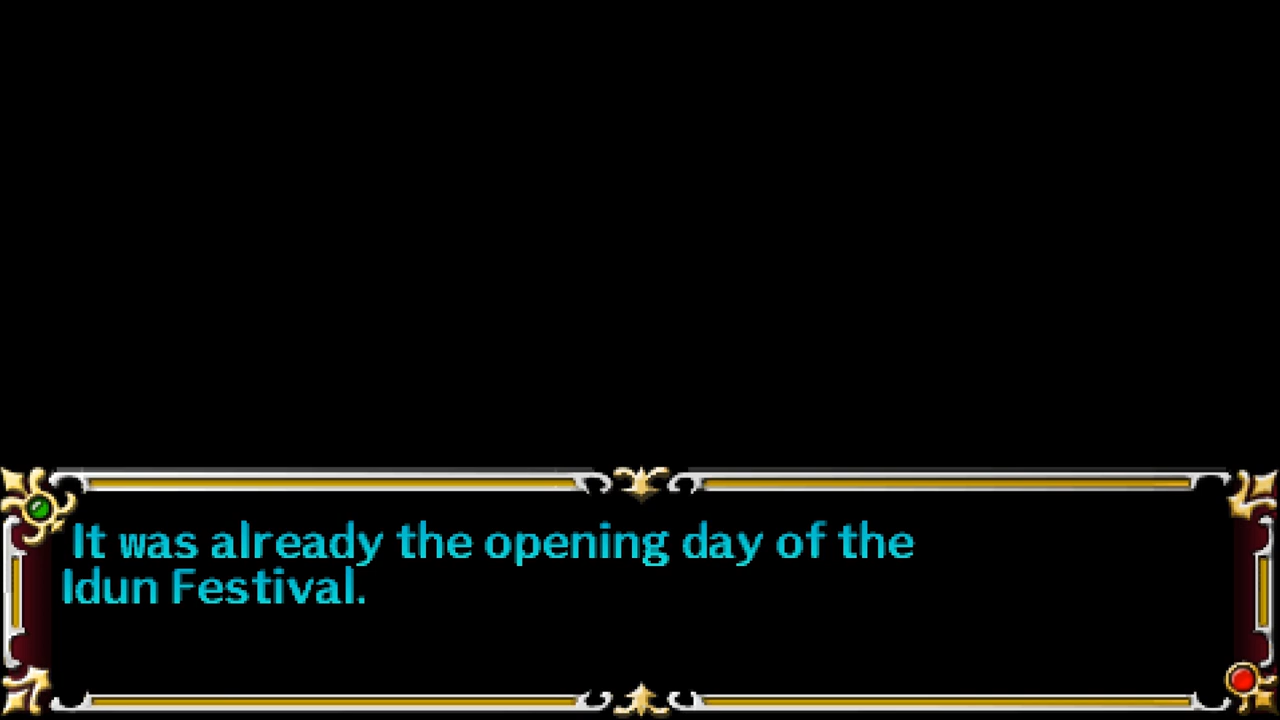 It was already the opening day of the
Idun Festival.